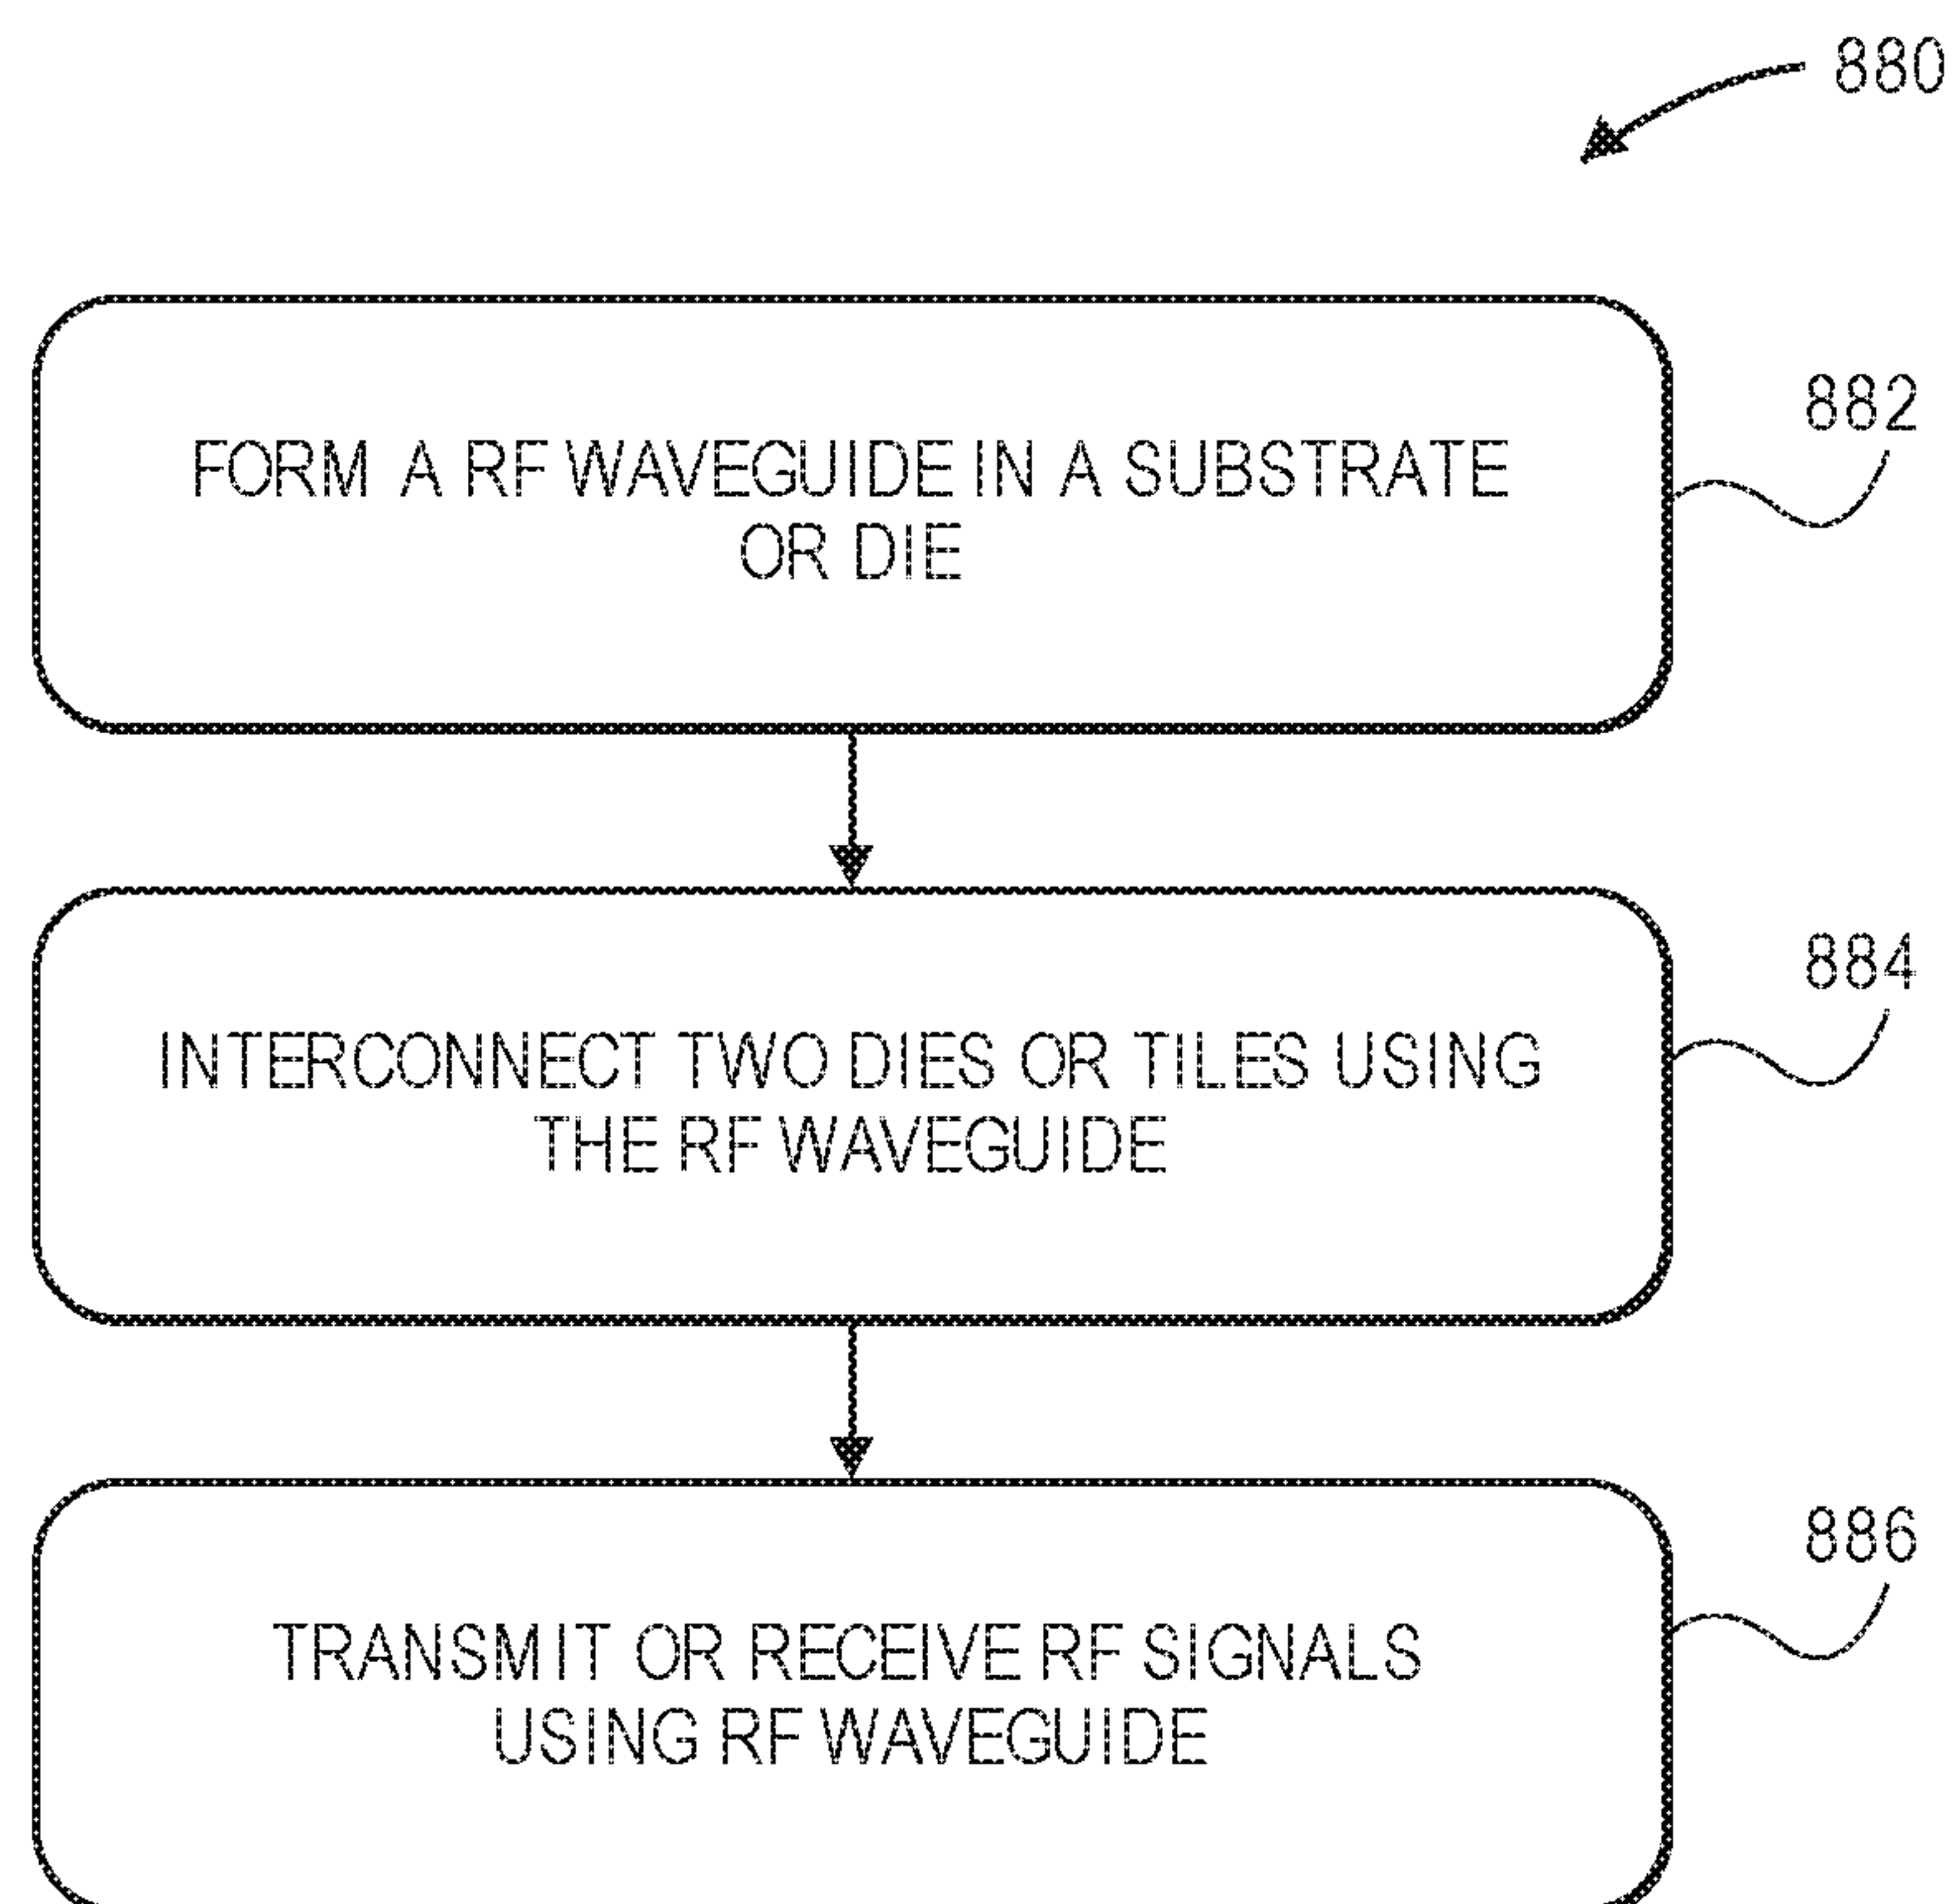 880
882
FORM A RF WAVEGUIDE IN A SUBSTRATE
OR DIE
884
INTERCONNECT TWO DIES OR TILES USING
THE RF WAVEGUIDE
886
TRANSMIT OR RECEIVE RF SIGNALS
USING RF WAVEGUIDE